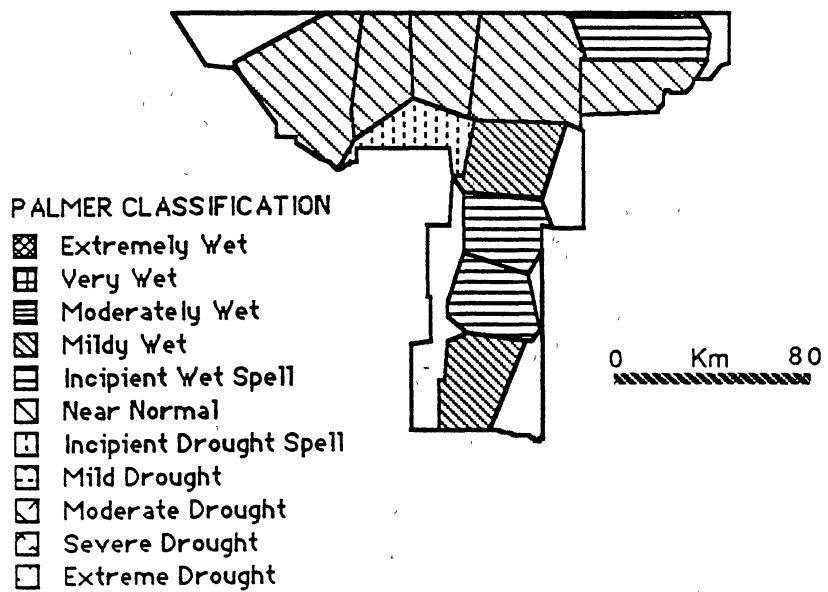 PALMER CLASSIFICATION
Extremely Wet
Very Wet
Moderately Wet
Mildy Wet
Incipient Wet Spell
Near Normal
Incipient Drought Spell
Mild Drought
Moderate Drought
Severe Drought
Extreme Drought
0 Km 80